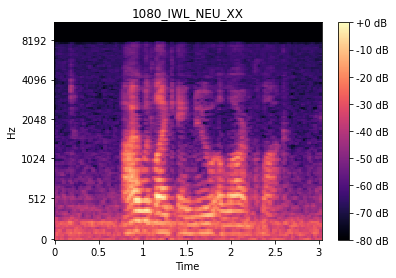 1080_IWL_NEU_XX
+0 dB
8192
-10 dB
4096
-20 dB
-30 dB
2048
-40 dB
Hz
1024
-50 dB
512
-60 dB
-70 dB
0
-80 dB
0 0.5 1 1.5 2 2.5 3
Time